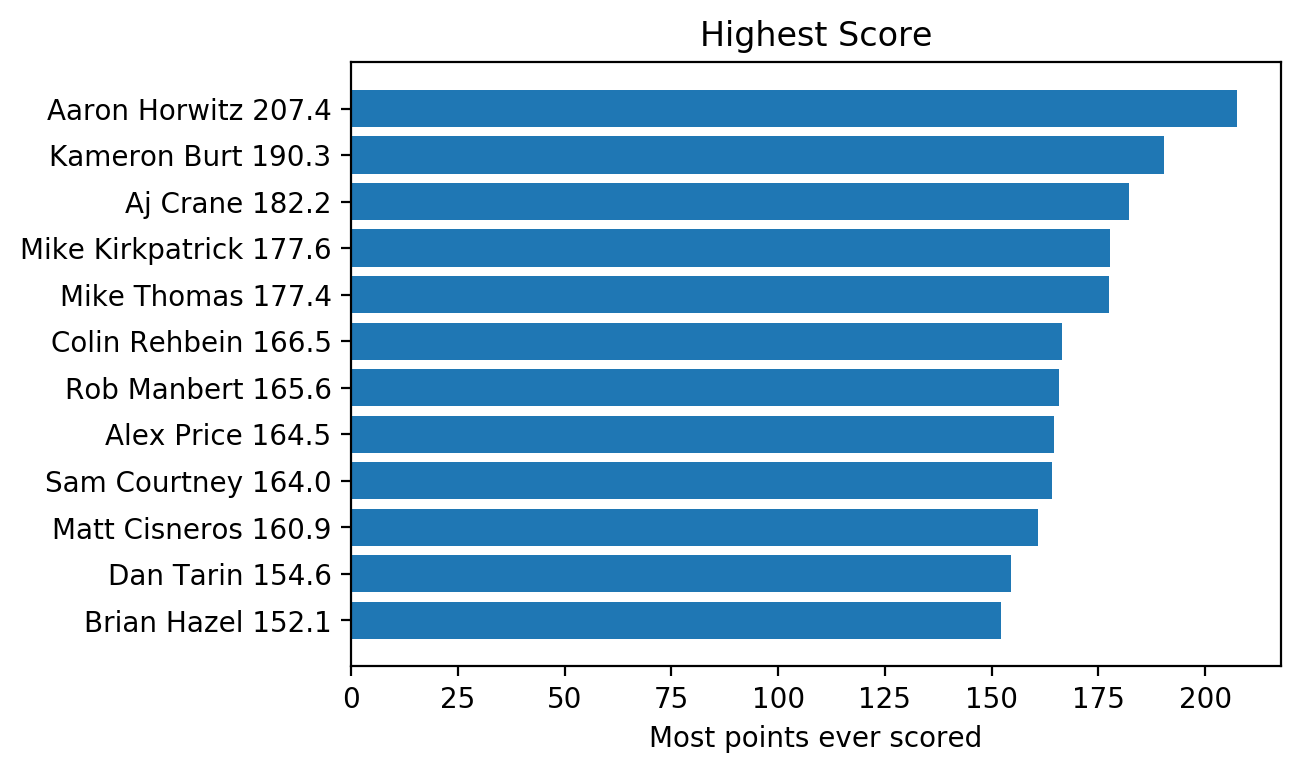 Highest Score
Aaron Horwitz 207.4
Kameron Burt 190.3
Aj Crane 182.2
Mike Kirkpatrick 177.6
Mike Thomas 177.4
Colin Rehbein 166.5
Rob Manbert 165.6
Alex Price 164.5
Sam Courtney 164.0
Matt Cisneros 160.9
Dan Tarin 154.6
Brian Hazel 152.1
0 25 50 75 100 125 150 175 200
Most points ever scored